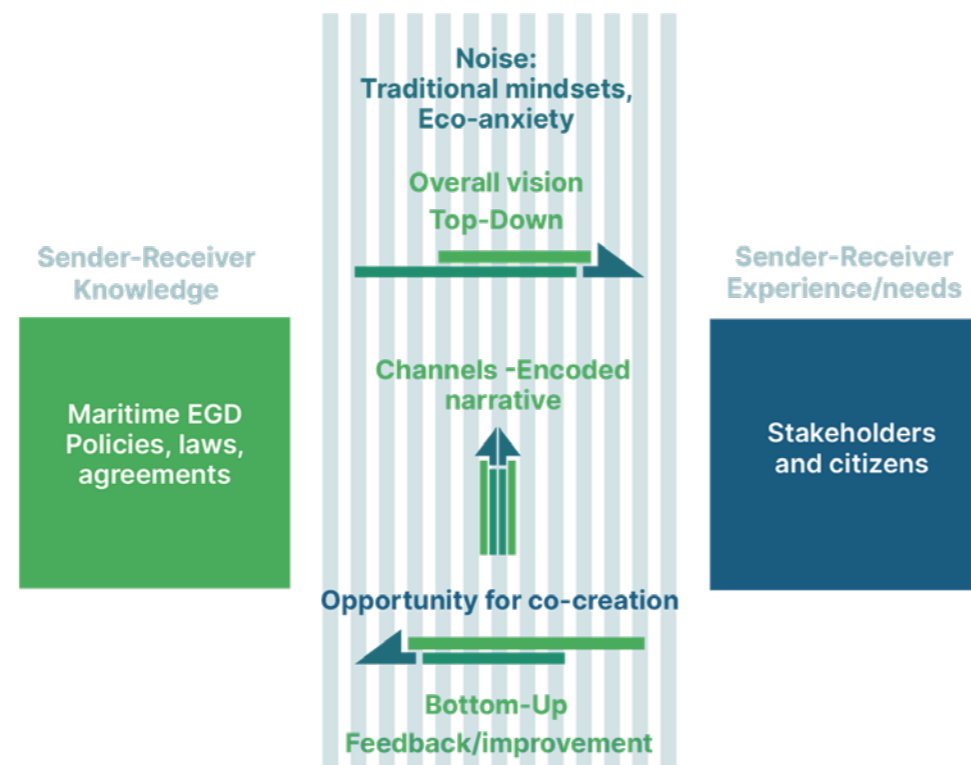 Noise:
Traditional mindsets,
Eco-anxiety
Overall vision
Top-Down
Sender-Receiver
Knowledge
Maritime EGD
Policies, laws,
agreements
Channels -Encoded
narrative
Sender-Receiver
Experience/needs
Stakeholders
and citizens
Opportunity for co-creation
Bottom-Up
Feedback/improvement